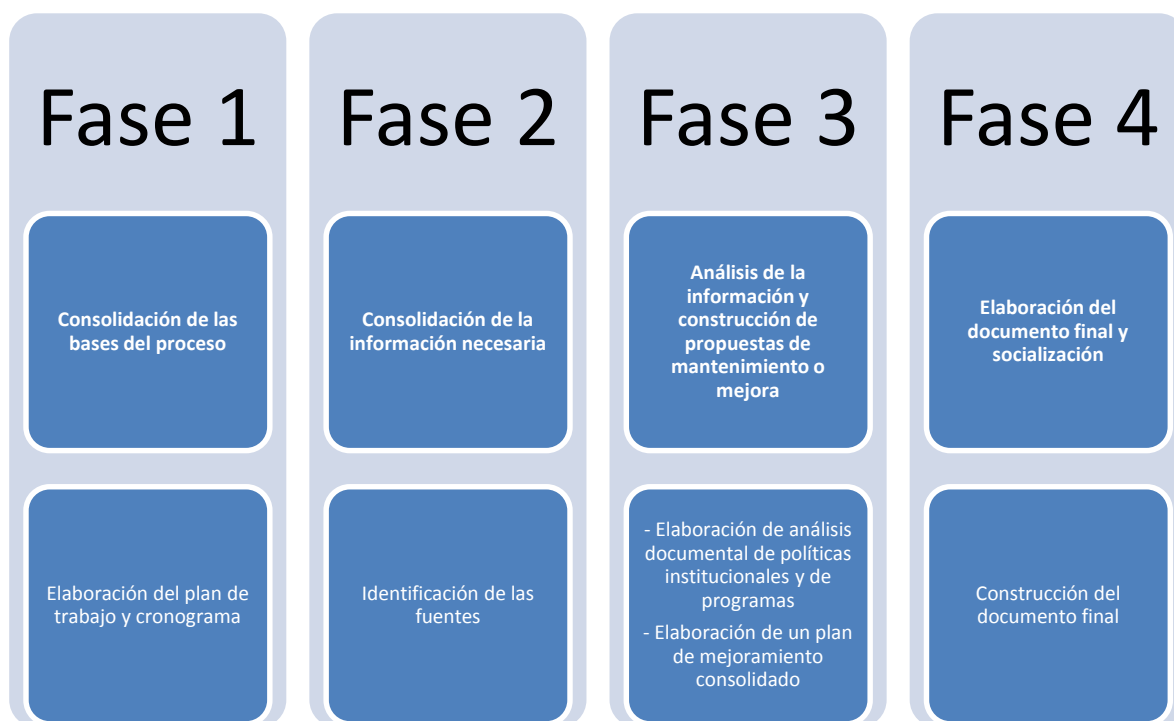 Fase 1
Consolidación de las
bases del proceso
Elaboración del plan de
trabajo y cronograma
Fase 2
Consolidación de la
información necesaria
Identificación de las
fuentes
Fase 3
Análisis de la
información y
construcción de
propuestas de
mantenimiento o
mejora
- Elaboración de análisis
documental de políticas
institucionales y de
programas
- Elaboración de un plan
de mejoramiento
consolidado
Fase 4
Elaboración del
documento final y
socialización
Construcción del
documento final